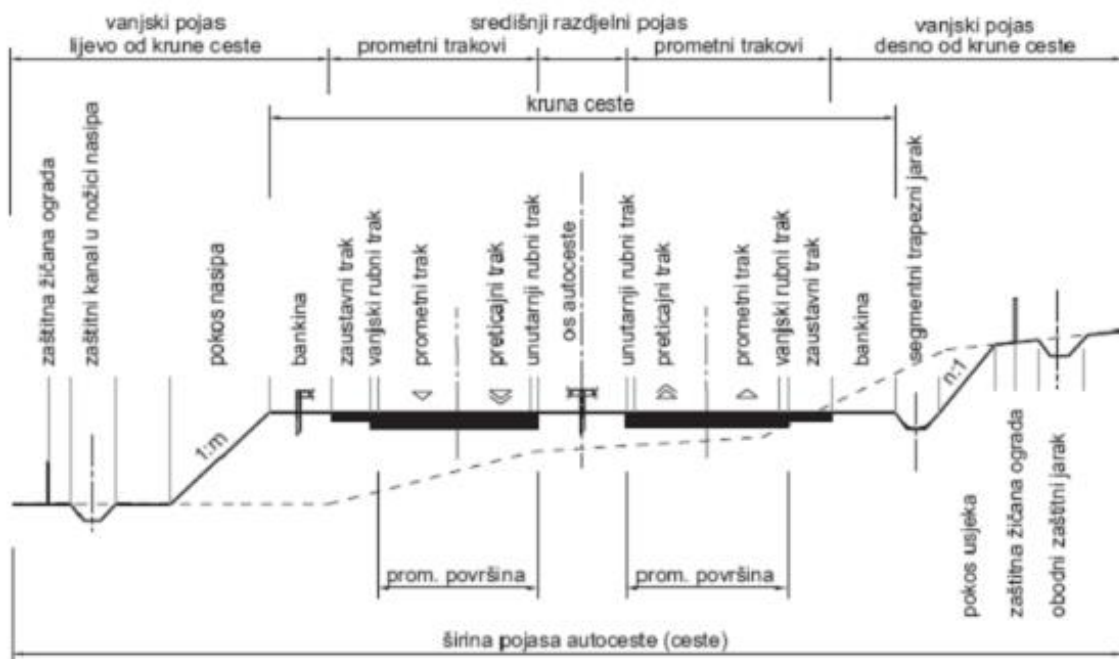 vanjski pojas
lijevo od krune ceste
prometni trakovi
središnji razdjelni pojas
prometni trakovi
vanjski pojas
desno od krune ceste
kruna ceste
zaštitna žičana ograda
zaštitni kanal u nožici nasipa
pokos nasipa
bankina
zaustavni trak
vanjski rubni trak
prometni trak
preticajni trak
unutarnji rubni trak
os autoceste
unutarnji rubni trak
preticajni trak
prometni trak
vanjski rubni trak
zaustavni trak
bankina
segmentni trapezni jarak
1:m
n:1
pokos usjeka
zaštitna žičana ograda
obodni zaštitni jarak
prom. površina
prom. površina
širina pojasa autoceste (ceste)